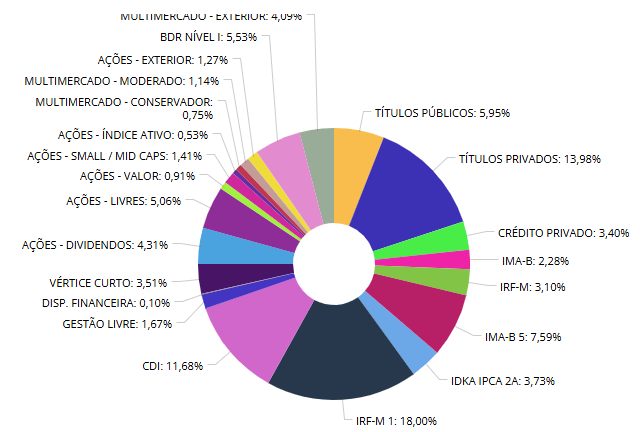 MULTIMERCADO - EXTERIOR: 4,09%
BDR NÍVEL I: 5,53%
AÇÕES - EXTERIOR: 1,27%
MULTIMERCADO - MODERADO: 1,14%
MULTIMERCADO - CONSERVADOR:
0,75%
AÇÕES - ÍNDICE ATIVO: 0,53%
AÇÕES - SMALL / MID CAPS: 1,41%
AÇÕES - VALOR: 0,91%
AÇÕES - LIVRES: 5,06%
AÇÕES - DIVIDENDOS: 4,31%
VÉRTICE CURTO: 3,51%
DISP. FINANCEIRA: 0,10%
GESTÃO LIVRE: 1,67%
CDI: 11,68%
TÍTULOS PÚBLICOS: 5,95%
TÍTULOS PRIVADOS: 13,98%
CRÉDITO PRIVADO: 3,40%
IMA-B: 2,28%
IRF-M: 3,10%
IMA-B 5: 7,59%
IDKA IPCA 2A: 3,73%
IRF-M 1: 18,00%